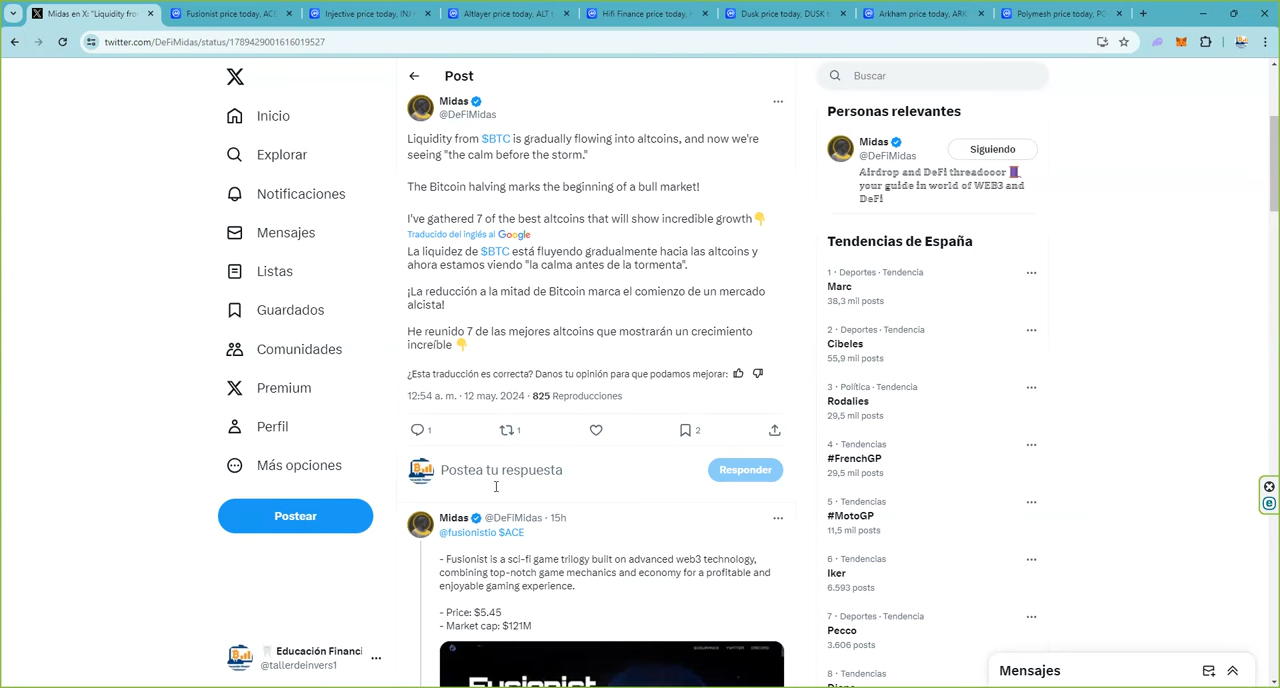 Midas en X: "Liquidity from
Fusionist price today, ACE
Injective price today, INJ
Altlayer price today, ALT
Hifi Finance price today,
Dusk price today, DUSK
Arkham price today, ARK
Polymesh price today, PO
twitter.com/DeFiMidas/status/1789429001616019527
Inicio
Explorar
Notificaciones
Mensajes
Listas
Guardados
Comunidades
Premium
Perfil
Más opciones
Postear
Educación Financi
@tallerdeinvers1
Post
Midas
@DeFiMidas
Liquidity from $BTC is gradually flowing into altcoins, and now we're
seeing "the calm before the storm."
The Bitcoin halving marks the beginning of a bull market!
I've gathered 7 of the best altcoins that will show incredible growth👇
Traducido del inglés al Google
La liquidez de $BTC está fluyendo gradualmente hacia las altcoins y
ahora estamos viendo "la calma antes de la tormenta".
¡La reducción a la mitad de Bitcoin marca el comienzo de un mercado
alcista!
He reunido 7 de las mejores altcoins que mostrarán un crecimiento
increíble 👇
¿Esta traducción es correcta? Danos tu opinión para que podamos mejorar:
12:54 a. m. · 12 may. 2024 · 825 Reproducciones
1
1
2
Postea tu respuesta
Responder
Midas @DeFiMidas · 15h
@fusionistio $ACE
- Fusionist is a sci-fi game trilogy built on advanced web3 technology,
combining top-notch game mechanics and economy for a profitable and
enjoyable gaming experience.
- Price: $5.45
- Market cap: $121M
ENDURANCE TWITTER DISCORD
Fusionist
Buscar
Personas relevantes
Midas
@DeFiMidas
Siguiendo
Airdrop and DeFi threadooor 🧵
your guide in world of WEB3 and
DeFi
Tendencias de España
1 · Deportes · Tendencia
Marc
38,3 mil posts
2 · Deportes · Tendencia
Cibeles
55,9 mil posts
3 · Política · Tendencia
Rodalies
29,5 mil posts
4 · Tendencias
#FrenchGP
29,5 mil posts
5 · Tendencias
#MotoGP
11,5 mil posts
6 · Tendencias
Iker
6.593 posts
7 · Deportes · Tendencia
Pecco
3.606 posts
8 · Tendencias
Mensajes